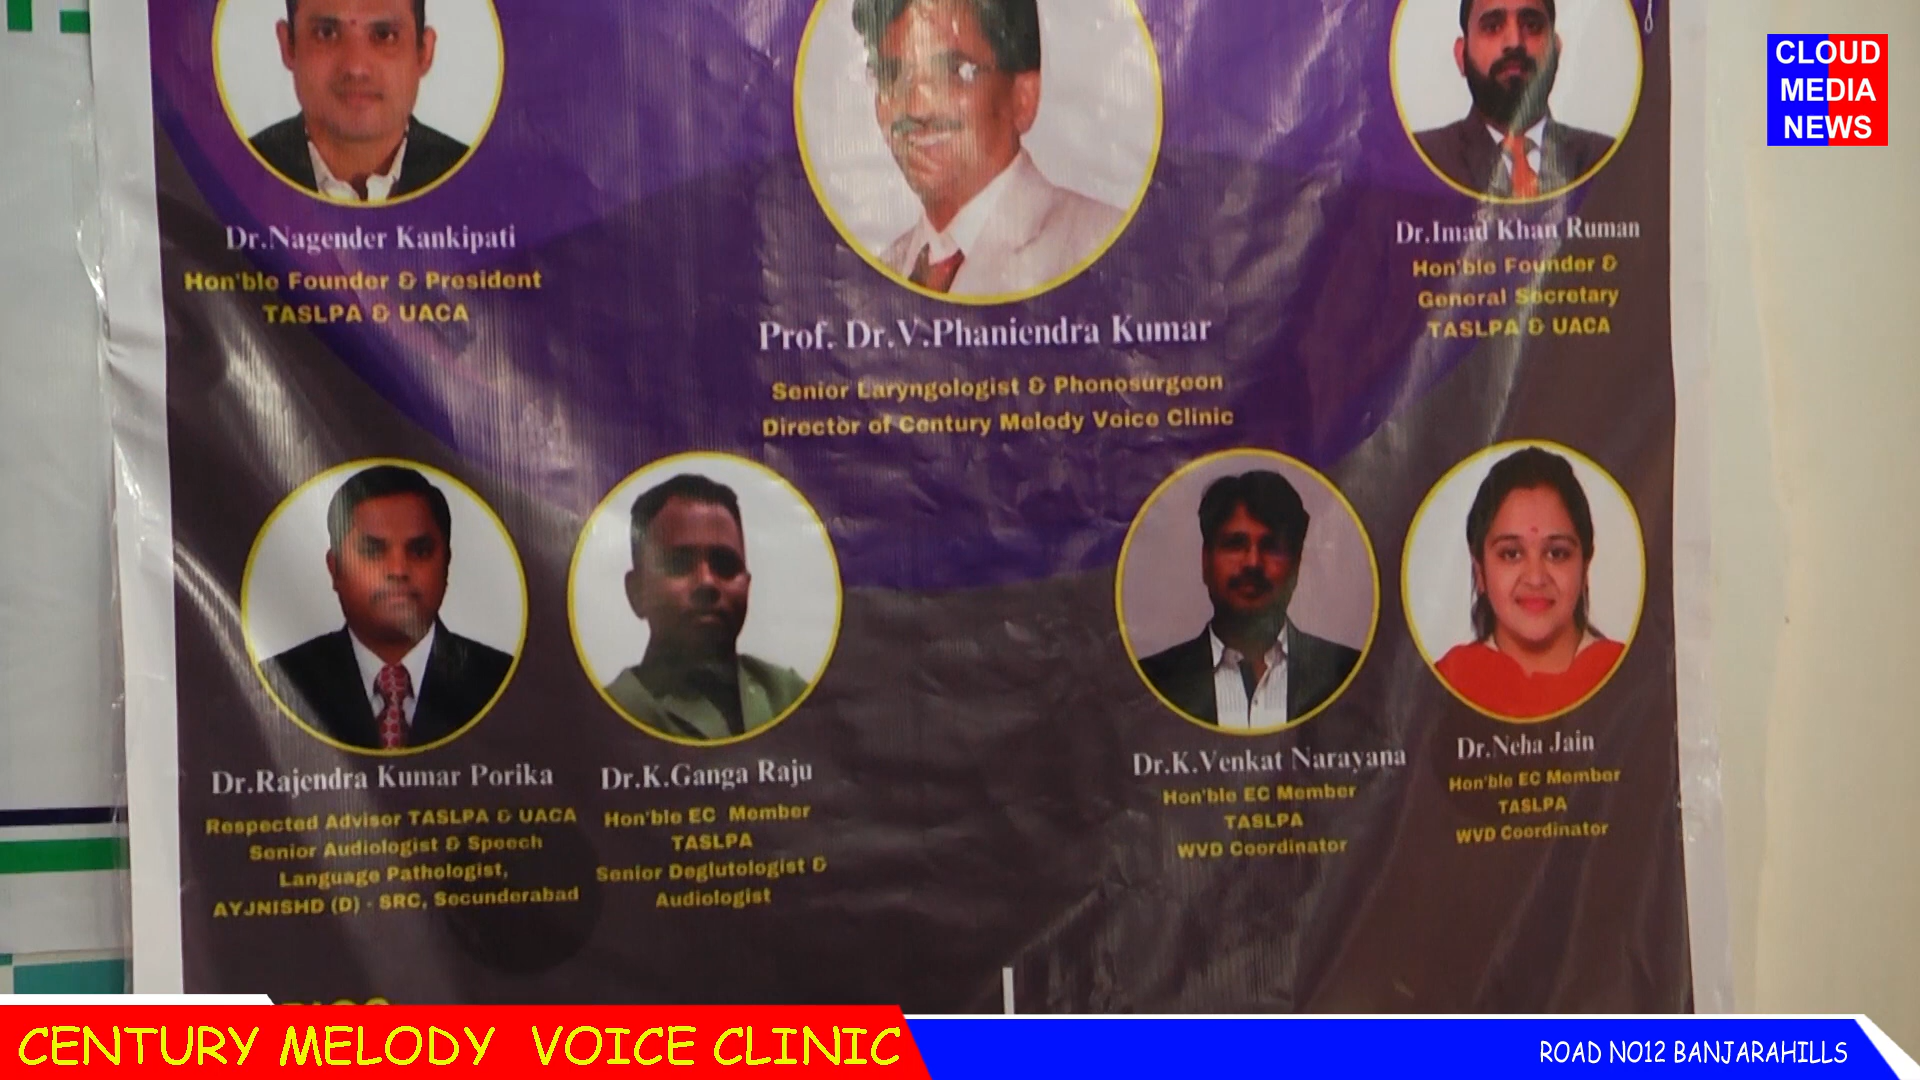 CLOUD
MEDIA
NEWS
Dr.Nagender Kankipati
Hon'ble Founder & President
TASLPA & UACA
Prof. Dr.V.Phaniendra Kumar
Senior Laryngologist & Phonosurgeon
Director of Century Melody Voice Clinic
Dr.Imad Khan Ruman
Hon'ble Founder &
General Secretary
TASLPA & UACA
Dr.Rajendra Kumar Porika
Respected Advisor TASLPA & UACA
Senior Audiologist & Speech
Language Pathologist,
AYJNISHD (D) - SRC, Secunderabad
Dr.K.Ganga Raju
Hon'ble EC Member
TASLPA
Senior Deglutologist &
Audiologist
Dr.K.Venkat Narayana
Hon'ble EC Member
TASLPA
WVD Coordinator
Dr.Neha Jain
Hon'ble EC Member
TASLPA
WVD Coordinator
CENTURY MELODY VOICE CLINIC
ROAD NO12 BANJARAHILLS